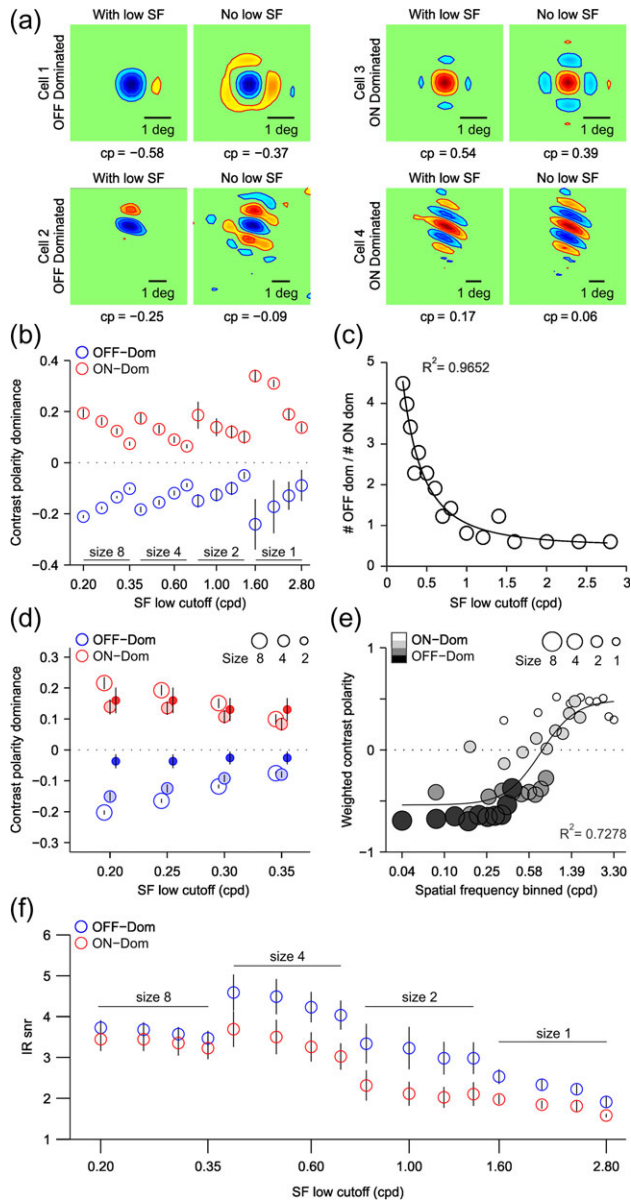 (a)
With low SF
No low SF
Cell 1
OFF Dominated
1 deg
1 deg
cp = −0.58
cp = −0.37
With low SF
No low SF
Cell 3
ON Dominated
1 deg
1 deg
cp = 0.54
cp = 0.39
With low SF
No low SF
Cell 2
OFF Dominated
1 deg
1 deg
cp = −0.25
cp = −0.09
With low SF
No low SF
Cell 4
ON Dominated
1 deg
1 deg
cp = 0.17
cp = 0.06
(b)
OFF−Dom
ON−Dom
Contrast polarity dominance
0.4
0.2
0
−0.2
−0.4
size 8
size 4
size 2
size 1
0.20
0.35
0.60
1.00
1.60
2.80
SF low cutoff (cpd)
(c)
R2= 0.9652
# OFF dom / # ON dom
5
4
3
2
1
0
0
0.5
1
1.5
2
2.5
3
SF low cutoff (cpd)
(d)
OFF−Dom
ON−Dom
Size
8
4
2
Contrast polarity dominance
0.3
0.2
0.1
0
−0.1
−0.2
−0.3
0.20
0.25
0.30
0.35
SF low cutoff (cpd)
(e)
ON−Dom
OFF−Dom
Size
8
4
2
1
Weighted contrast polarity
1
0
−1
R2= 0.7278
0.04
0.10
0.25
0.58
1.39
3.30
Spatial frequency binned (cpd)
(f)
OFF−Dom
ON−Dom
size 8
size 4
size 2
size 1
IR snr
6
5
4
3
2
1
0.20
0.35
0.60
1.00
1.60
2.80
SF low cutoff (cpd)